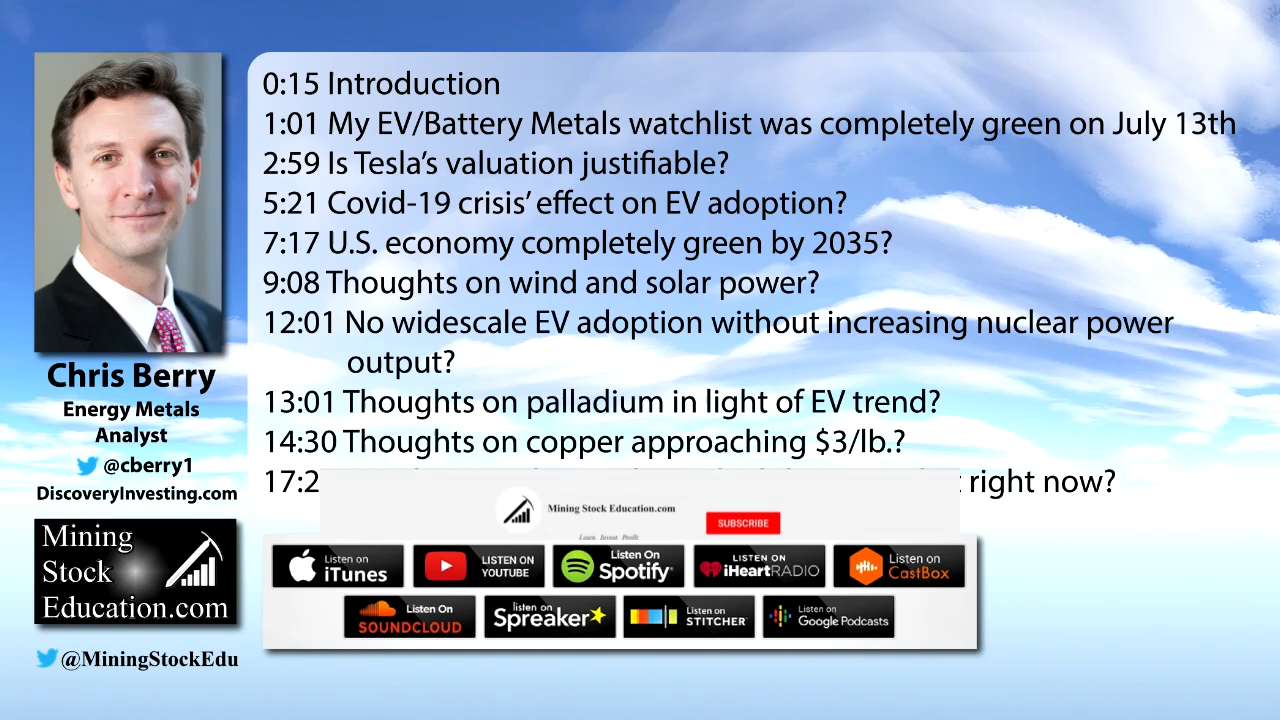 0:15 Introduction
1:01 My EV/Battery Metals watchlist was completely green on July 13th
2:59 Is Tesla's valuation justifiable?
5:21 Covid-19 crisis' effect on EV adoption?
7:17 U.S. economy completely green by 2035?
9:08 Thoughts on wind and solar power?
12:01 No widescale EV adoption without increasing nuclear power
output?
13:01 Thoughts on palladium in light of EV trend?
14:30 Thoughts on copper approaching $3/lb.?
17:2 right now?
Chris Berry
Energy Metals
Analyst
@cberry1
DiscoveryInvesting.com
Mining
Stock
Education.com
@MiningStockEdu
Mining Stock Education.com
SUBSCRIBE
Learn. Invest. Profit.
Listen on
iTunes
LISTEN ON
YOUTUBE
Listen On
Spotify
LISTEN ON
iHeartRADIO
Listen on
CastBox
Listen On
SOUNDCLOUD
listen on
Spreaker
LISTEN ON
STITCHER
Listen on
Google Podcasts